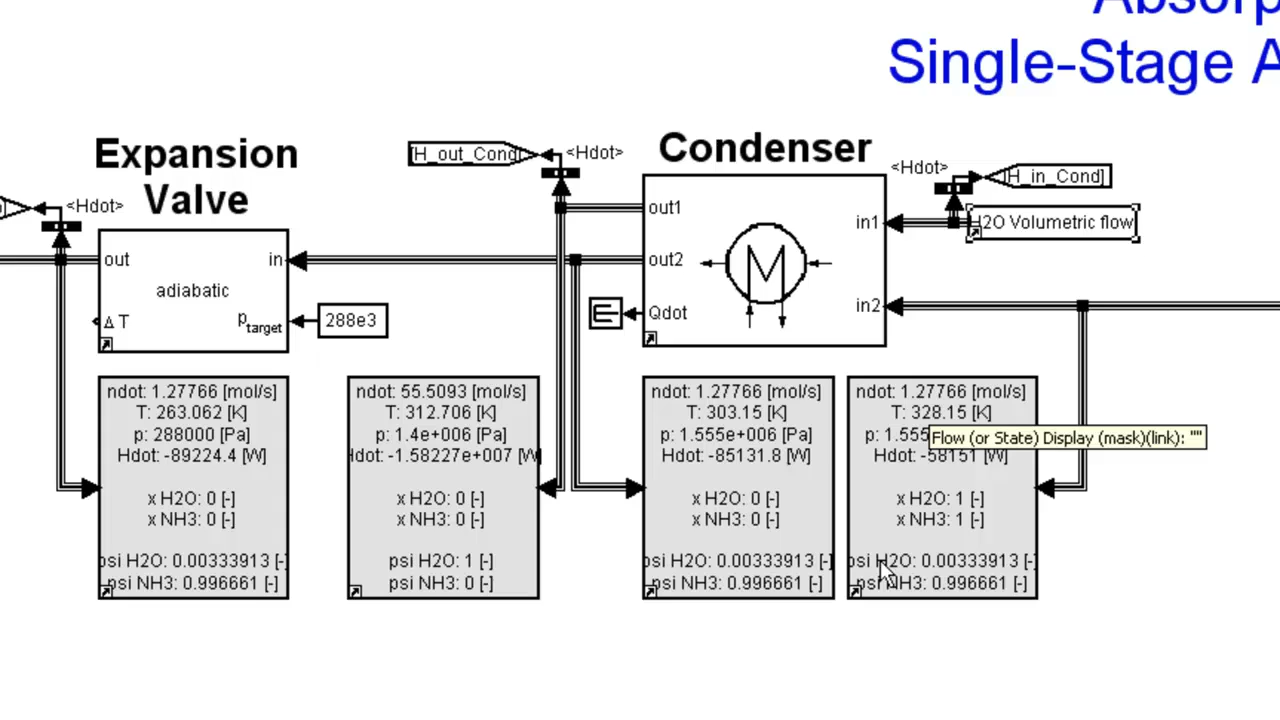 Absorp
Single-Stage A
Expansion
Valve
<Hdot>
out
in
adiabatic
Δ T
p target
288e3
[H_out_Cond]
<Hdot>
Condenser
out1
out2
Qdot
in1
in2
<Hdot>
[H_in_Cond]
H2O Volumetric flow
ndot: 1.27766 [mol/s]
T: 263.062 [K]
p: 288000 [Pa]
Hdot: -89224.4 [W]
x H2O: 0 [-]
x NH3: 0 [-]
psi H2O: 0.00333913 [-]
psi NH3: 0.996661 [-]
ndot: 55.5093 [mol/s]
T: 312.706 [K]
p: 1.4e+006 [Pa]
Hdot: -1.58227e+007 [W]
x H2O: 0 [-]
x NH3: 0 [-]
psi H2O: 1 [-]
psi NH3: 0 [-]
ndot: 1.27766 [mol/s]
T: 303.15 [K]
p: 1.555e+006 [Pa]
Hdot: -85131.8 [W]
x H2O: 0 [-]
x NH3: 0 [-]
psi H2O: 0.00333913 [-]
psi NH3: 0.996661 [-]
ndot: 1.27766 [mol/s]
T: 328.15 [K]
p: 1.555
Flow (or State) Display (mask)(link): ""
Hdot: -58151 [W]
x H2O: 1 [-]
x NH3: 1 [-]
psi H2O: 0.00333913 [-]
psi NH3: 0.996661 [-]